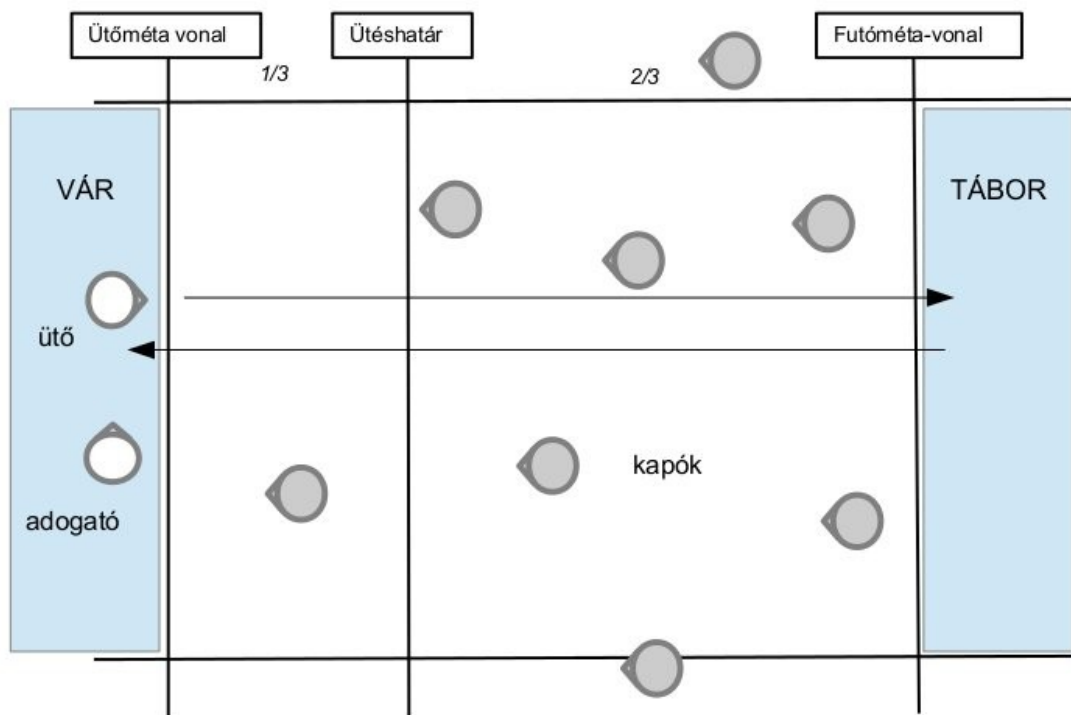 Ütőméta vonal
Ütéshatár
Futóméta-vonal
1/3
2/3
VÁR
TÁBOR
ütő
kapók
adogató